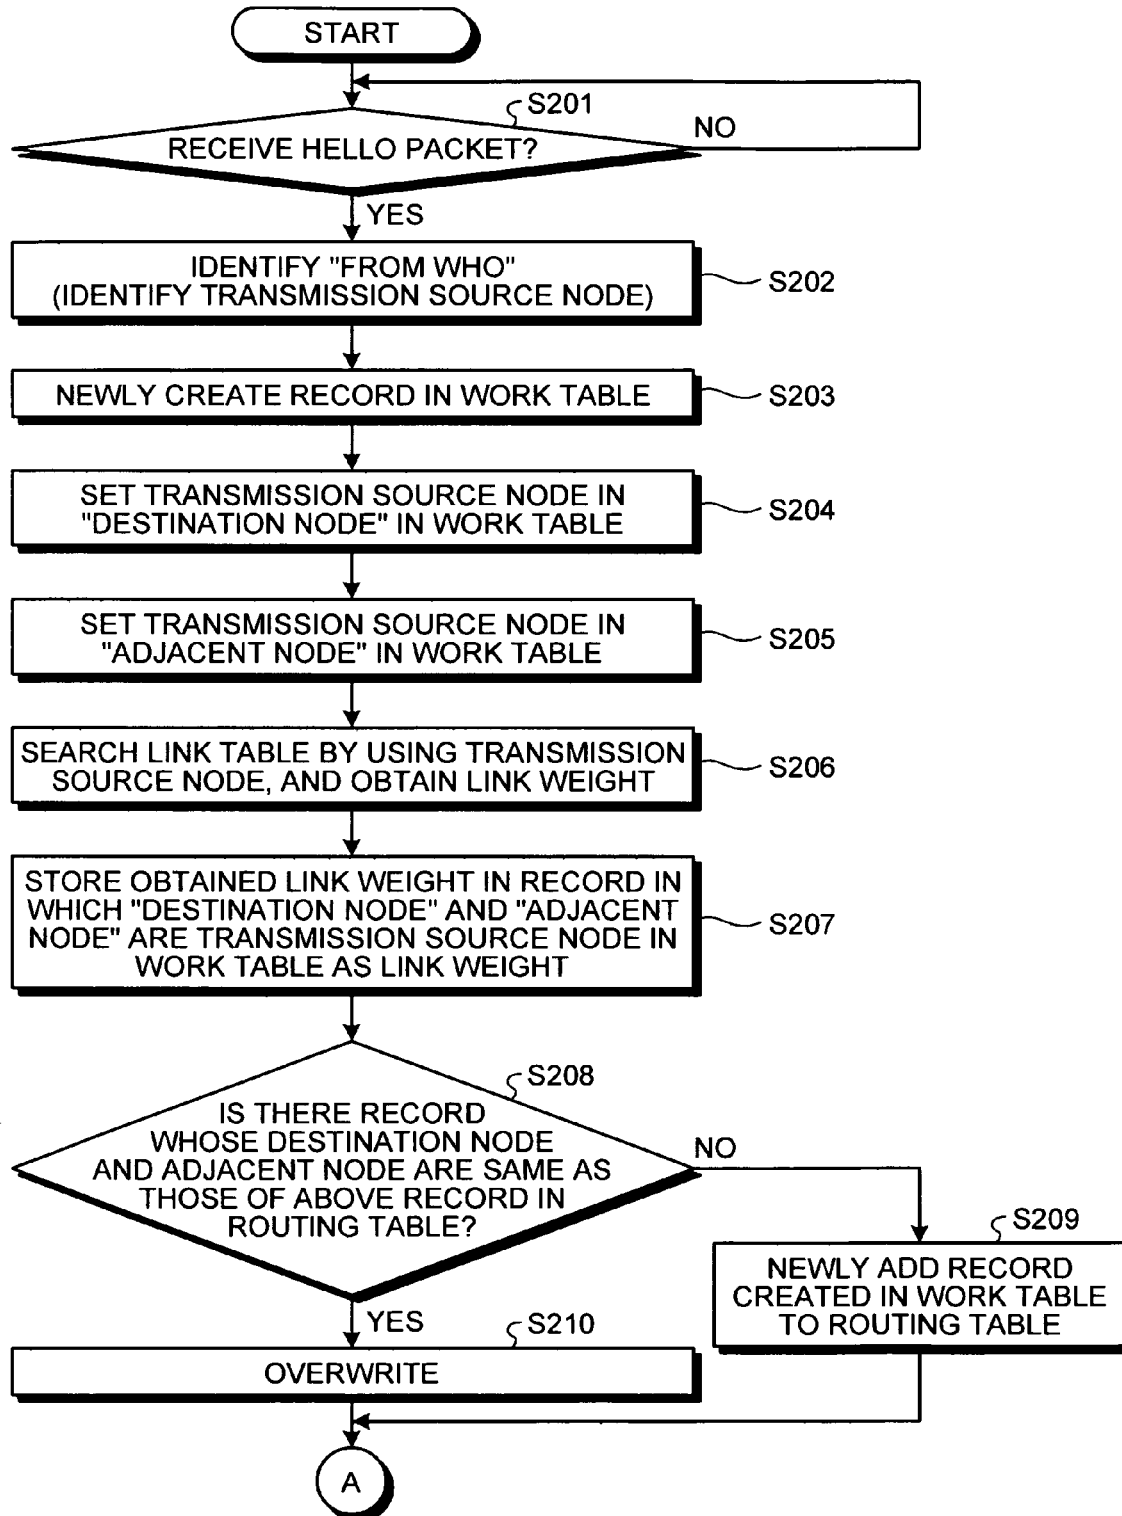 START
S201
RECEIVE HELLO PACKET?
NO
YES
IDENTIFY "FROM WHO"
(IDENTIFY TRANSMISSION SOURCE NODE)
S202
NEWLY CREATE RECORD IN WORK TABLE
S203
SET TRANSMISSION SOURCE NODE IN
"DESTINATION NODE" IN WORK TABLE
S204
SET TRANSMISSION SOURCE NODE IN
"ADJACENT NODE" IN WORK TABLE
S205
SEARCH LINK TABLE BY USING TRANSMISSION
SOURCE NODE, AND OBTAIN LINK WEIGHT
S206
STORE OBTAINED LINK WEIGHT IN RECORD IN
WHICH "DESTINATION NODE" AND "ADJACENT
NODE" ARE TRANSMISSION SOURCE NODE IN
WORK TABLE AS LINK WEIGHT
S207
S208
IS THERE RECORD
WHOSE DESTINATION NODE
AND ADJACENT NODE ARE SAME AS
THOSE OF ABOVE RECORD IN
ROUTING TABLE?
NO
S209
NEWLY ADD RECORD
CREATED IN WORK TABLE
TO ROUTING TABLE
YES
S210
OVERWRITE
A